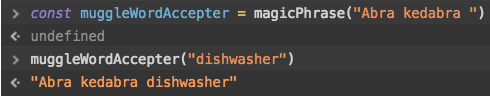 const muggleWordAccepter = magicPhrase("Abra kedabra ")
undefined
muggleWordAccepter("dishwasher")
"Abra kedabra dishwasher"